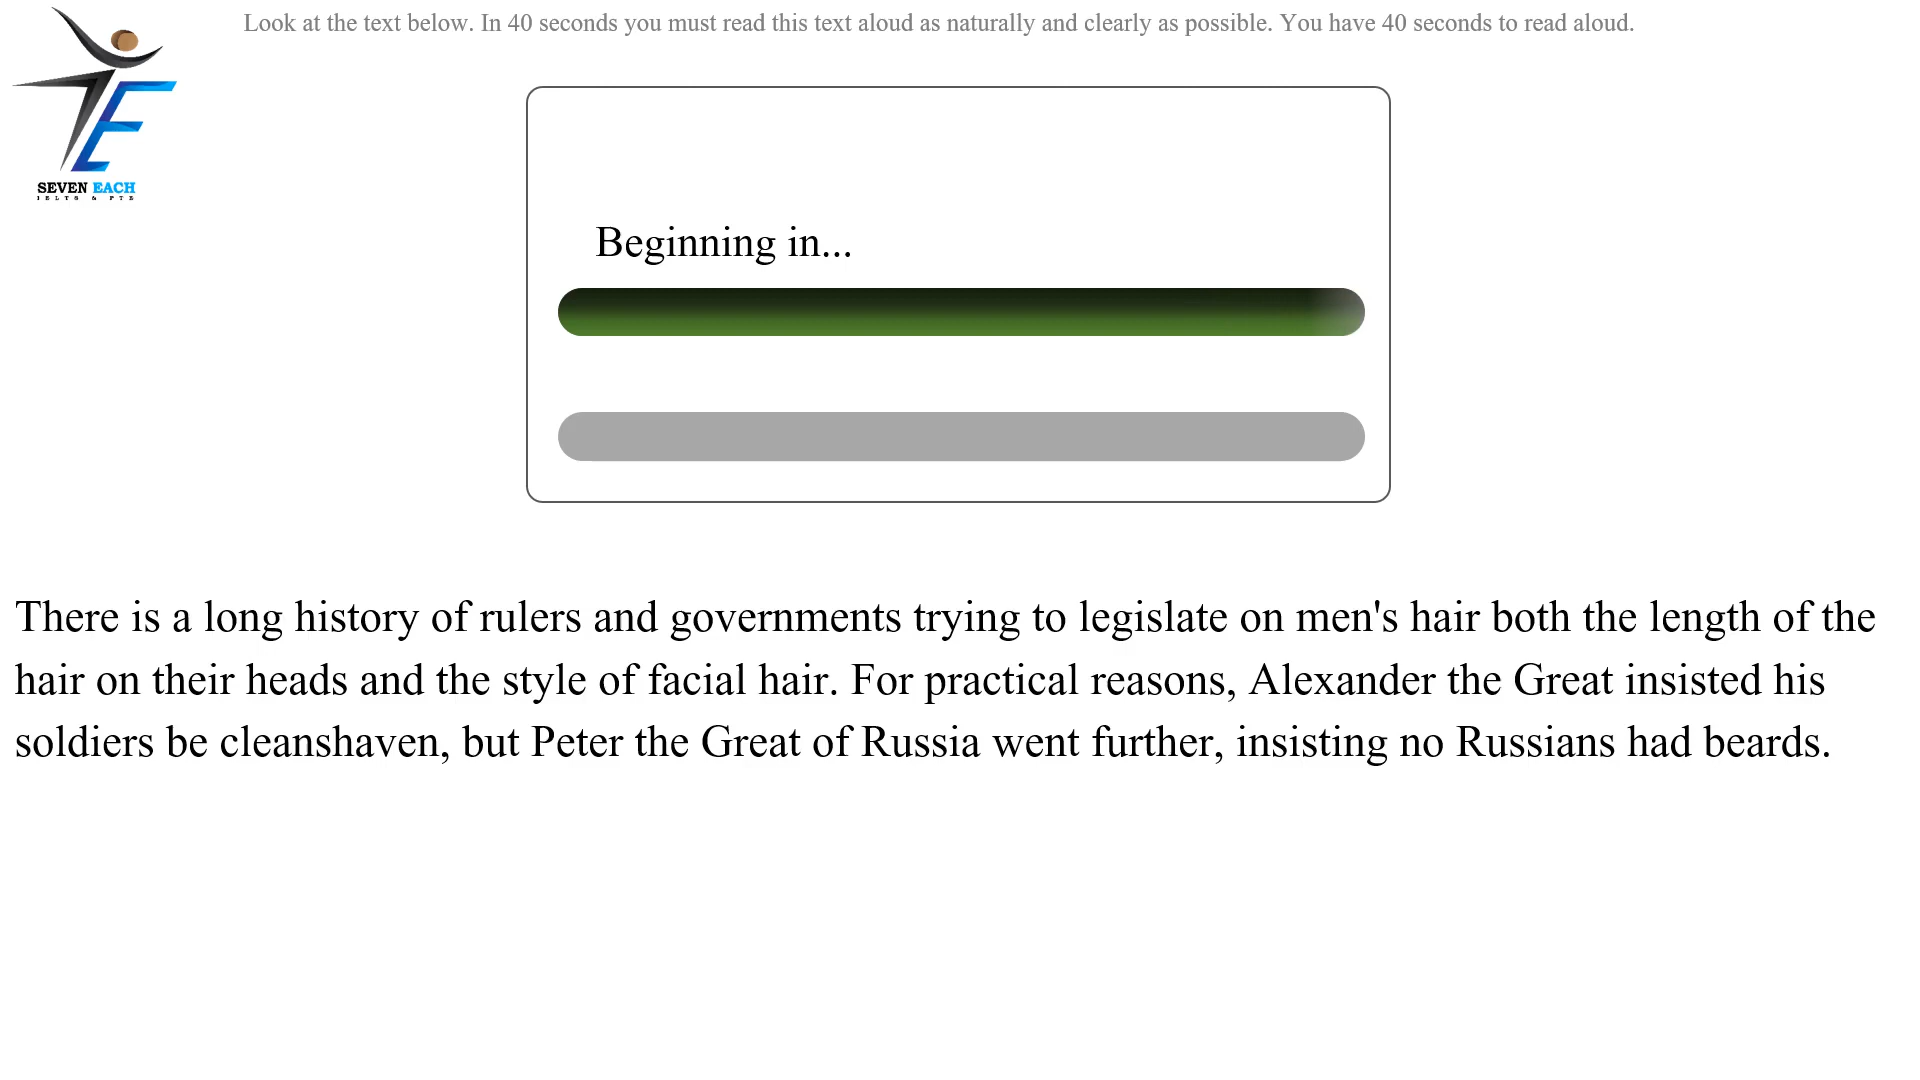 Look at the text below. In 40 seconds you must read this text aloud as naturally and clearly as possible. You have 40 seconds to read aloud.
SEVEN EACH
IELTS & PTE
Beginning in...
There is a long history of rulers and governments trying to legislate on men's hair both the length of the
hair on their heads and the style of facial hair. For practical reasons, Alexander the Great insisted his
soldiers be cleanshaven, but Peter the Great of Russia went further, insisting no Russians had beards.